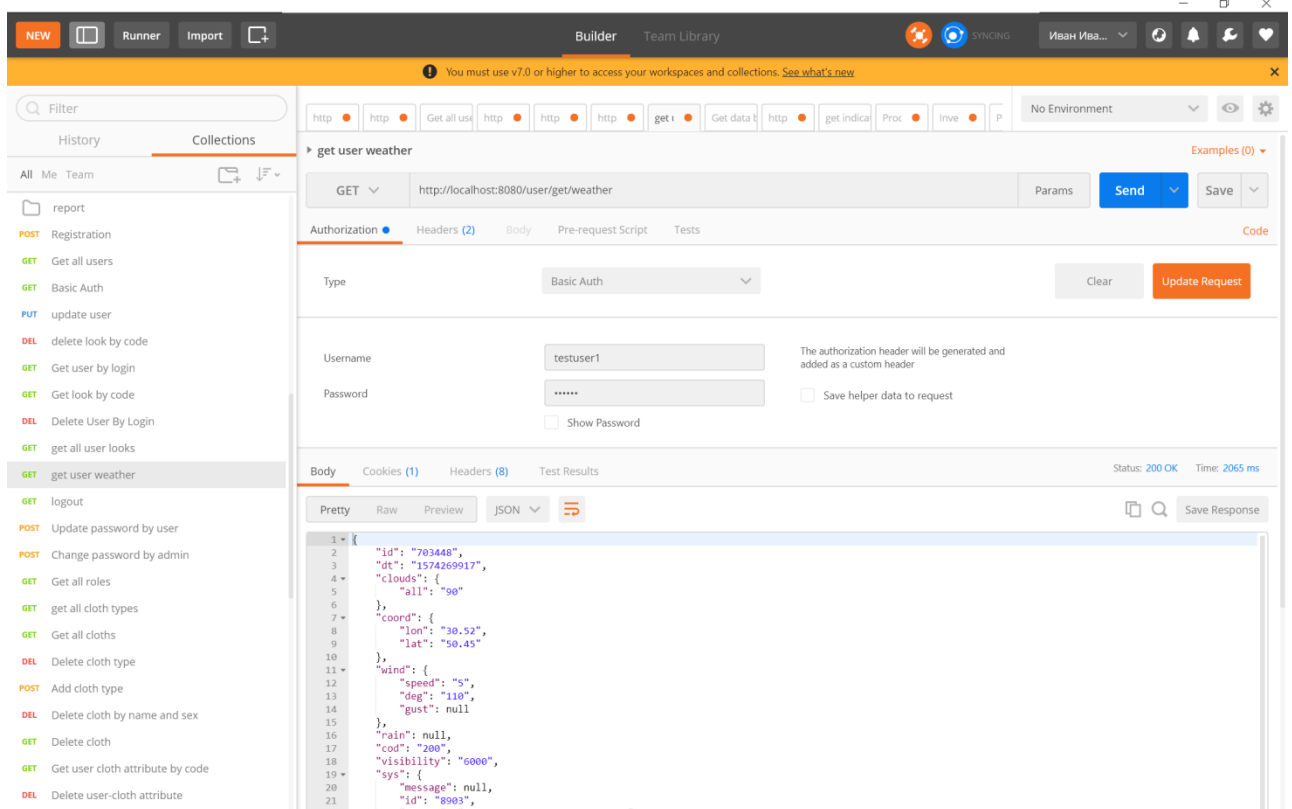 NEW Runner Import Builder Team Library SYNCING Иван Ива...
You must use v7.0 or higher to access your workspaces and collections. See what's new
Filter
History Collections
All Me Team
report
POST Registration
GET Get all users
GET Basic Auth
PUT update user
DEL delete look by code
GET Get user by login
GET Get look by code
DEL Delete User By Login
GET get all user looks
GET get user weather
GET logout
POST Update password by user
POST Change password by admin
GET Get all roles
GET get all cloth types
GET Get all cloths
DEL Delete cloth type
POST Add cloth type
DEL Delete cloth by name and sex
GET Delete cloth
GET Get user cloth attribute by code
DEL Delete user-cloth attribute
http http Get all use http http http get u Get data b http get indica Proc Inve P
No Environment
get user weather Examples (0)
GET http://localhost:8080/user/get/weather Params Send Save
Authorization Headers (2) Body Pre-request Script Tests Code
Type Basic Auth Clear Update Request
Username testuser1
The authorization header will be generated and
added as a custom header
Password ••••••
Save helper data to request
Show Password
Body Cookies (1) Headers (8) Test Results Status: 200 OK Time: 2065 ms
Pretty Raw Preview JSON Save Response
1 {
2 "id": "703448",
3 "dt": "1574269917",
4 "clouds": {
5 "all": "90"
6 },
7 "coord": {
8 "lon": "30.52",
9 "lat": "50.45"
10 },
11 "wind": {
12 "speed": "5",
13 "deg": "110",
14 "gust": null
15 },
16 "rain": null,
17 "cod": "200",
18 "visibility": "6000",
19 "sys": {
20 "message": null,
21 "id": "8903",